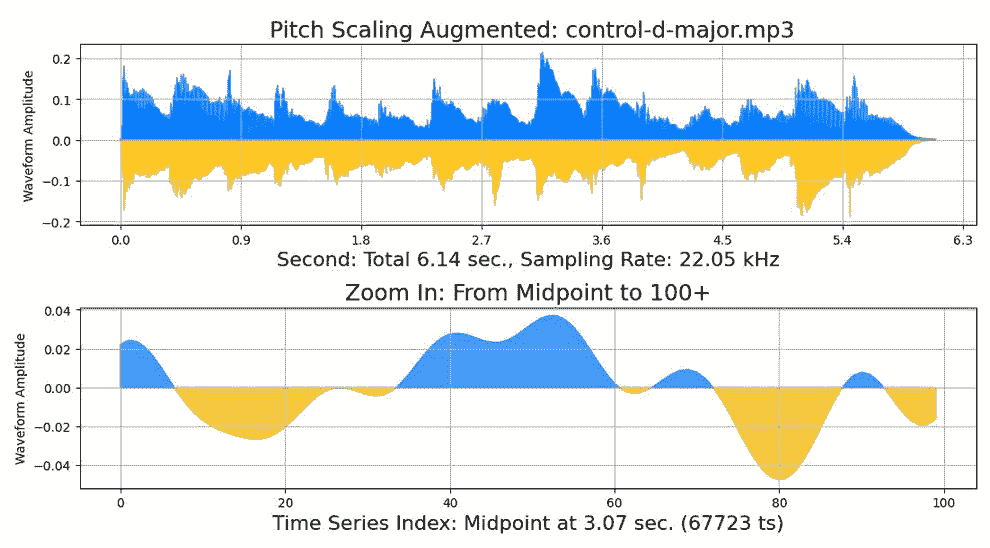 Pitch Scaling Augmented: control-d-major.mp3
Waveform Amplitude
0.2
0.1
0.0
−0.1
−0.2
0.0 0.9 1.8 2.7 3.6 4.5 5.4 6.3
Second: Total 6.14 sec., Sampling Rate: 22.05 kHz
Zoom In: From Midpoint to 100+
Waveform Amplitude
0.04
0.02
0.00
−0.02
−0.04
0 20 40 60 80 100
Time Series Index: Midpoint at 3.07 sec. (67723 ts)